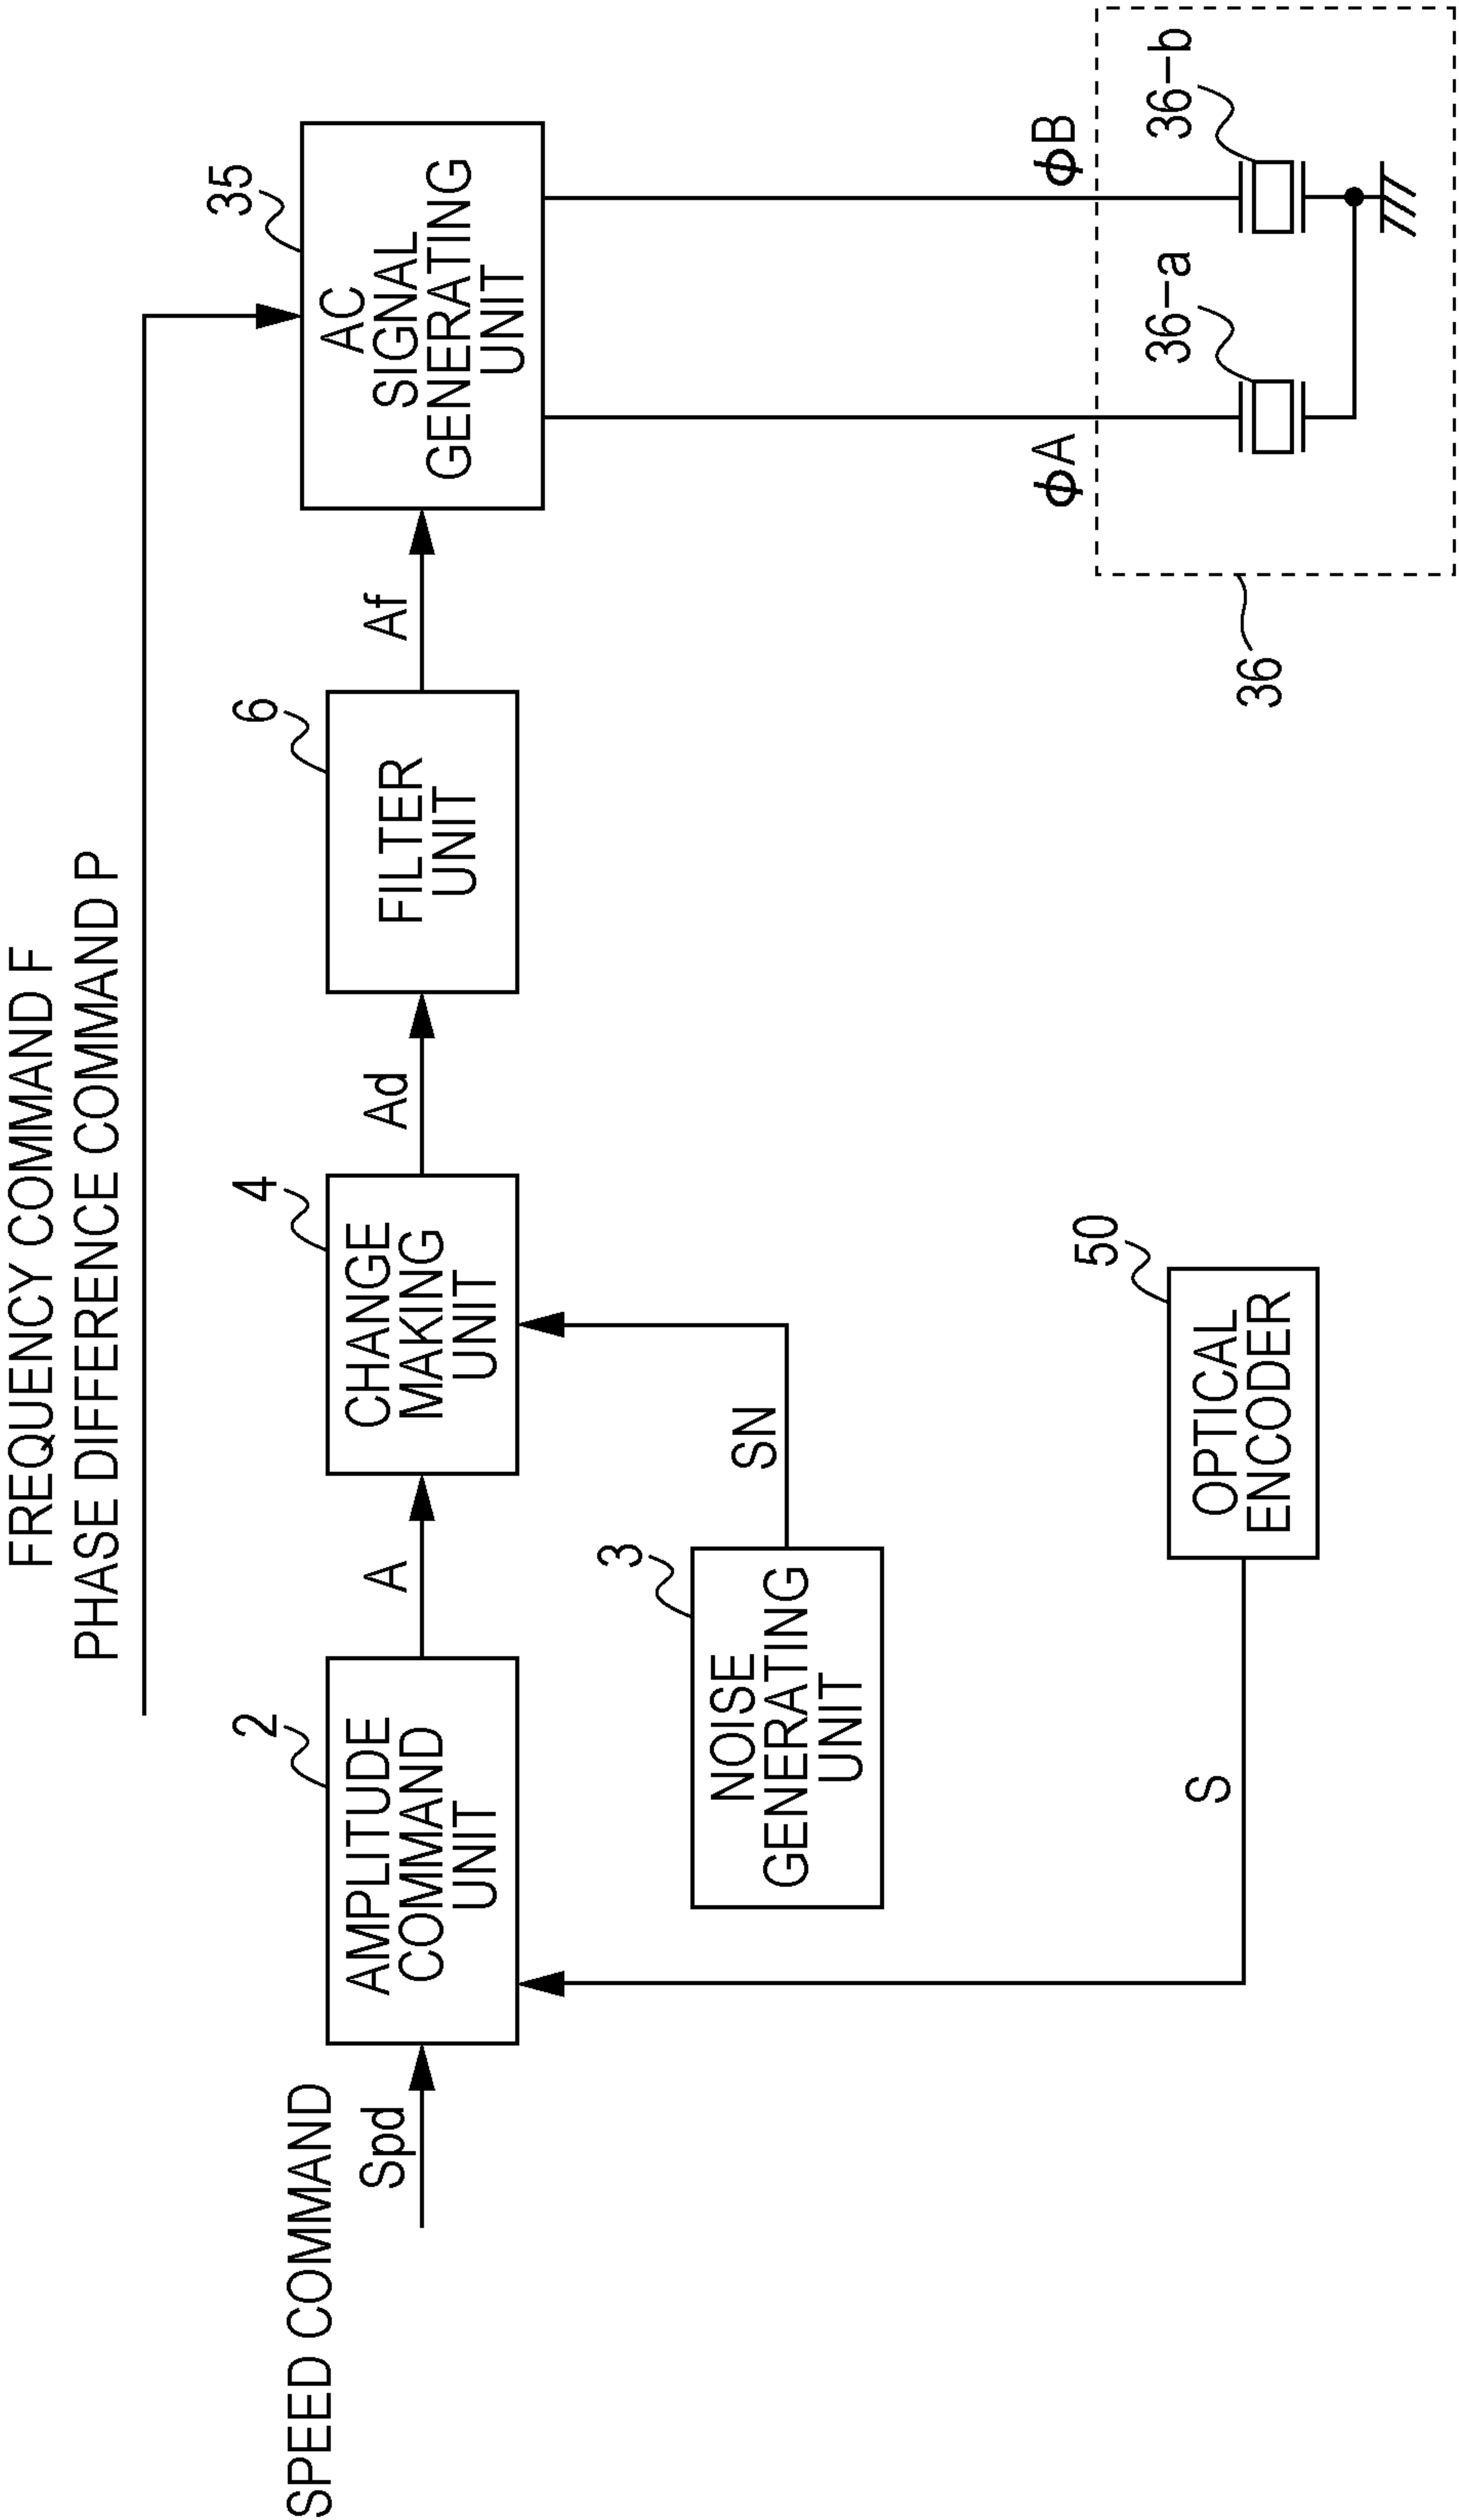 FREQUENCY COMMAND F
PHASE DIFFERENCE COMMAND P
35
SPEED COMMAND
Spd
2
AMPLITUDE
COMMAND
UNIT
A
4
CHANGE
MAKING
UNIT
Ad
6
FILTER
UNIT
Af
AC
SIGNAL
GENERATING
UNIT
3
NOISE
GENERATING
UNIT
SN
S
50
OPTICAL
ENCODER
ϕA
ϕB
36
36-a
36-b